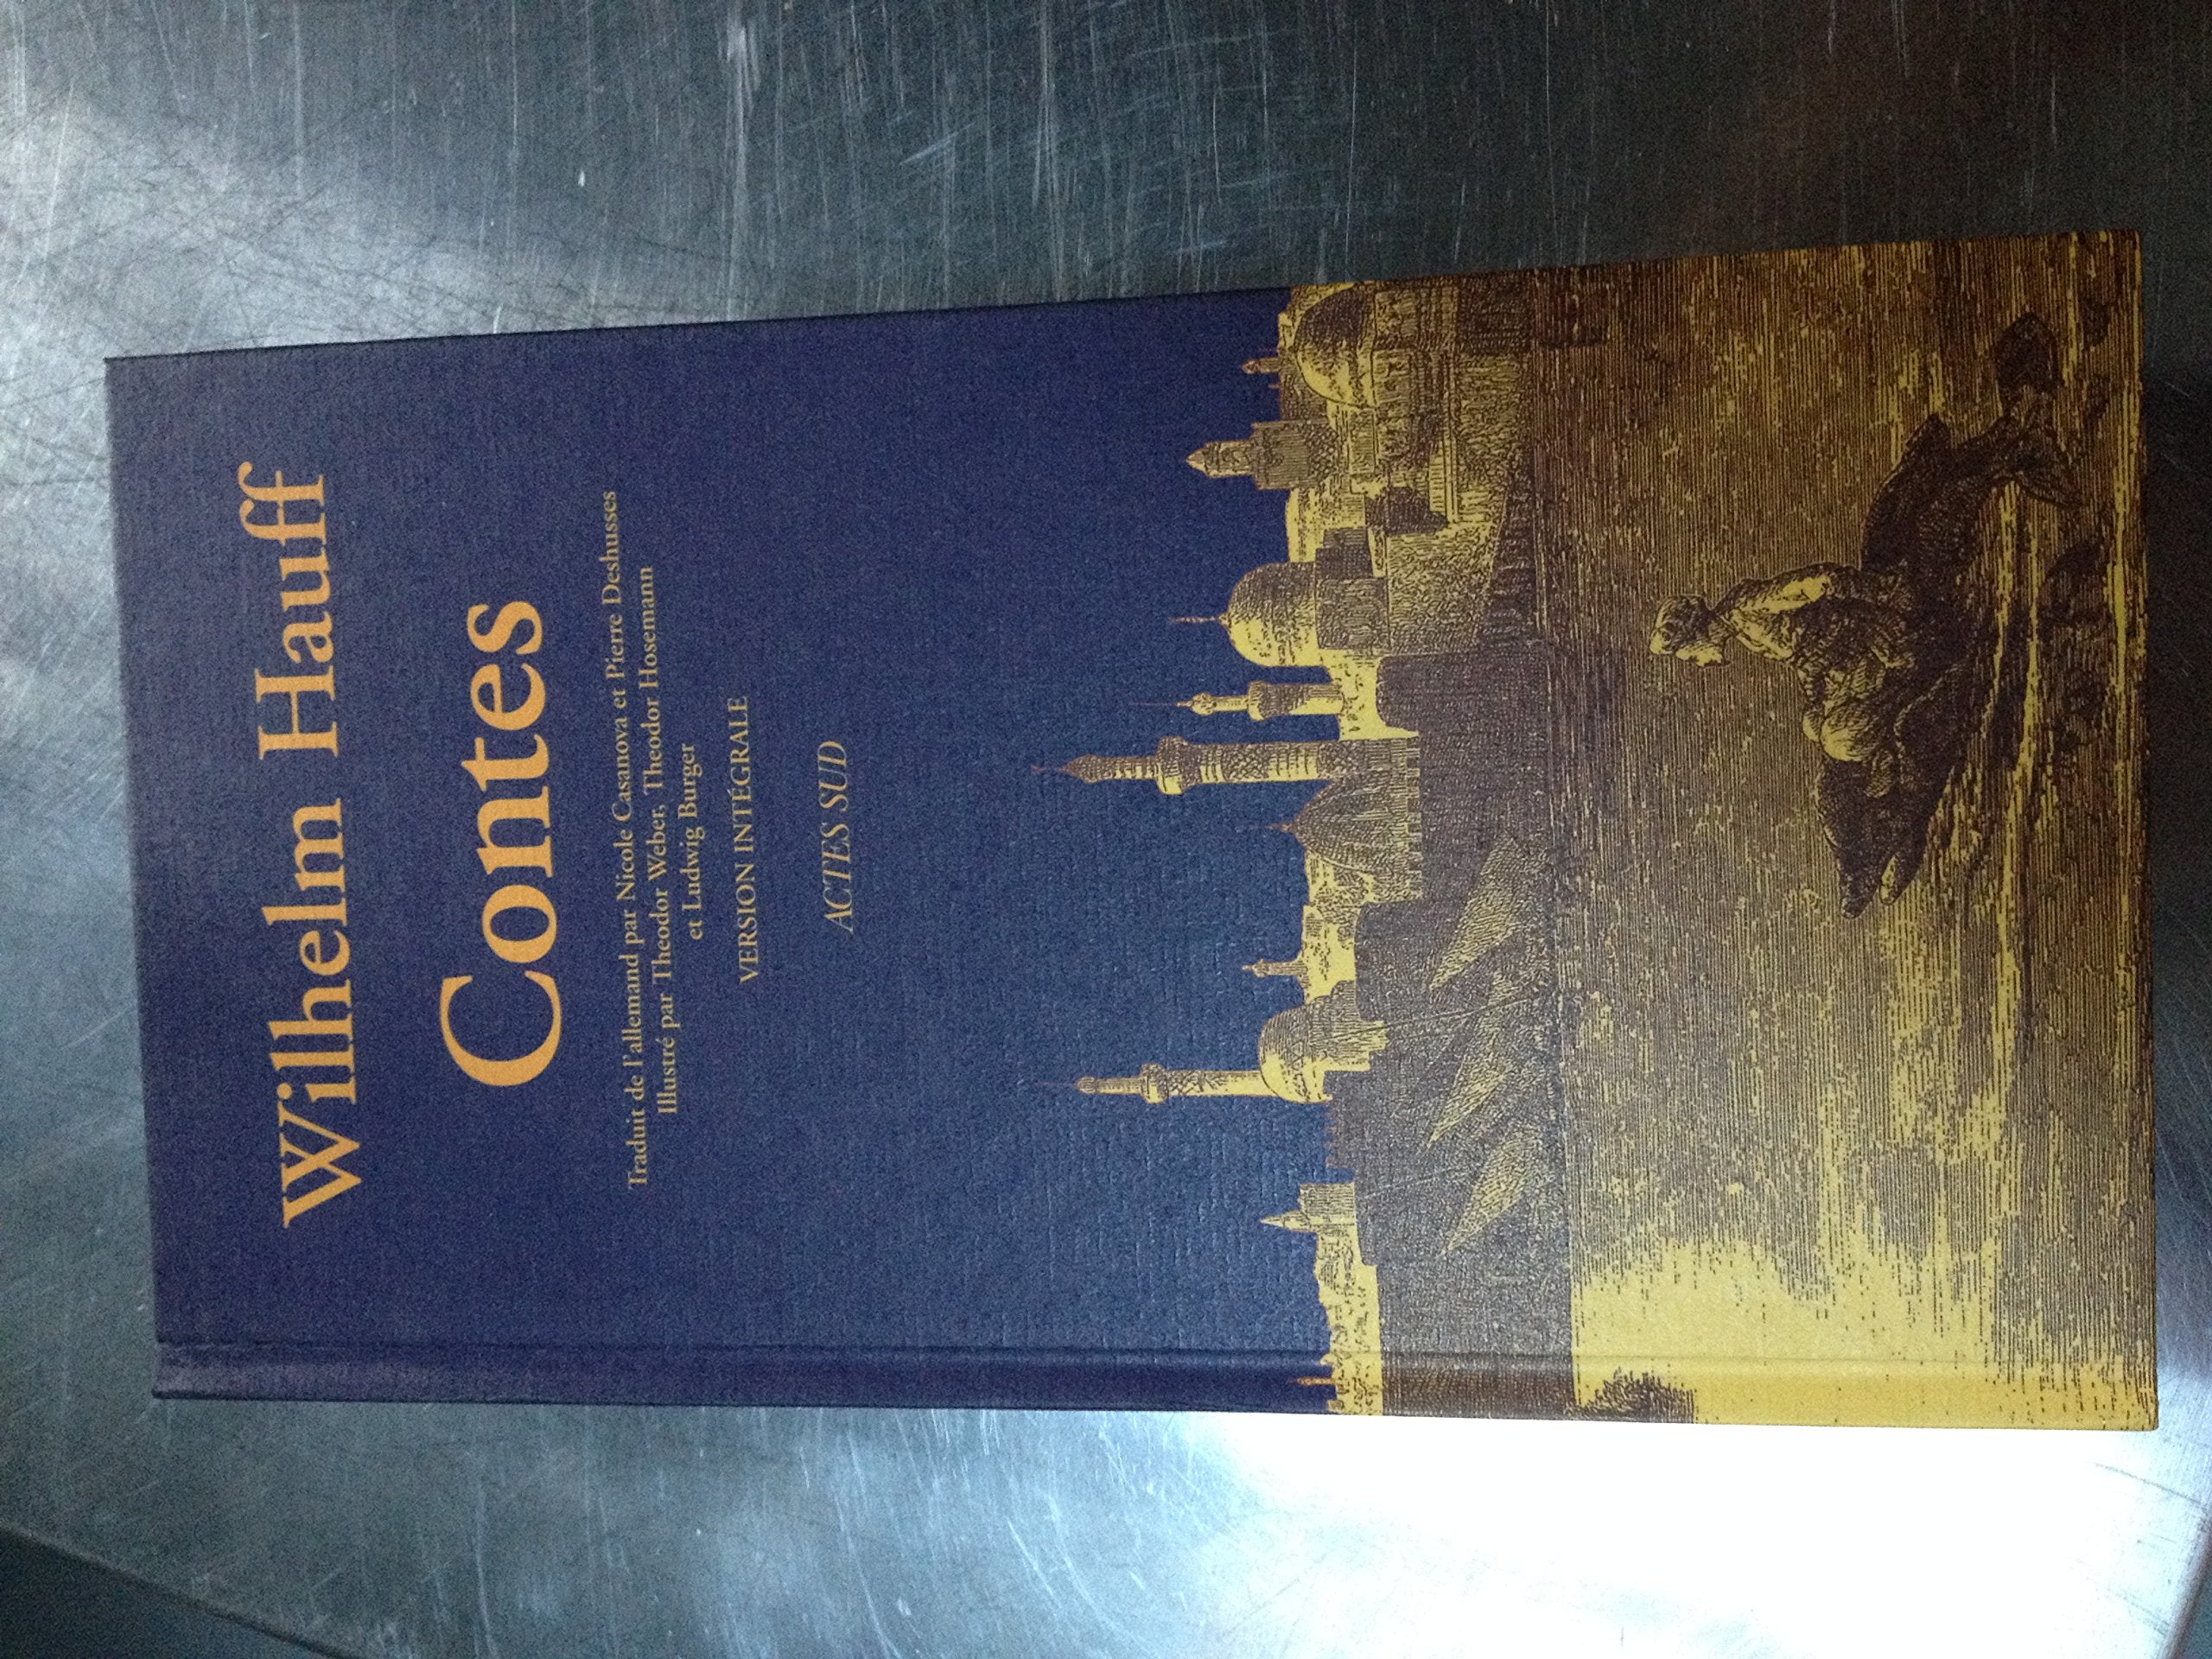 Wilhelm Hauff
Contes
Traduit de l'allemand par Nicole Casanova et Pierre Deshusses
Illustré par Theodor Weber, Theodor Hosemann
et Ludwig Burger
VERSION INTÉGRALE
ACTES SUD